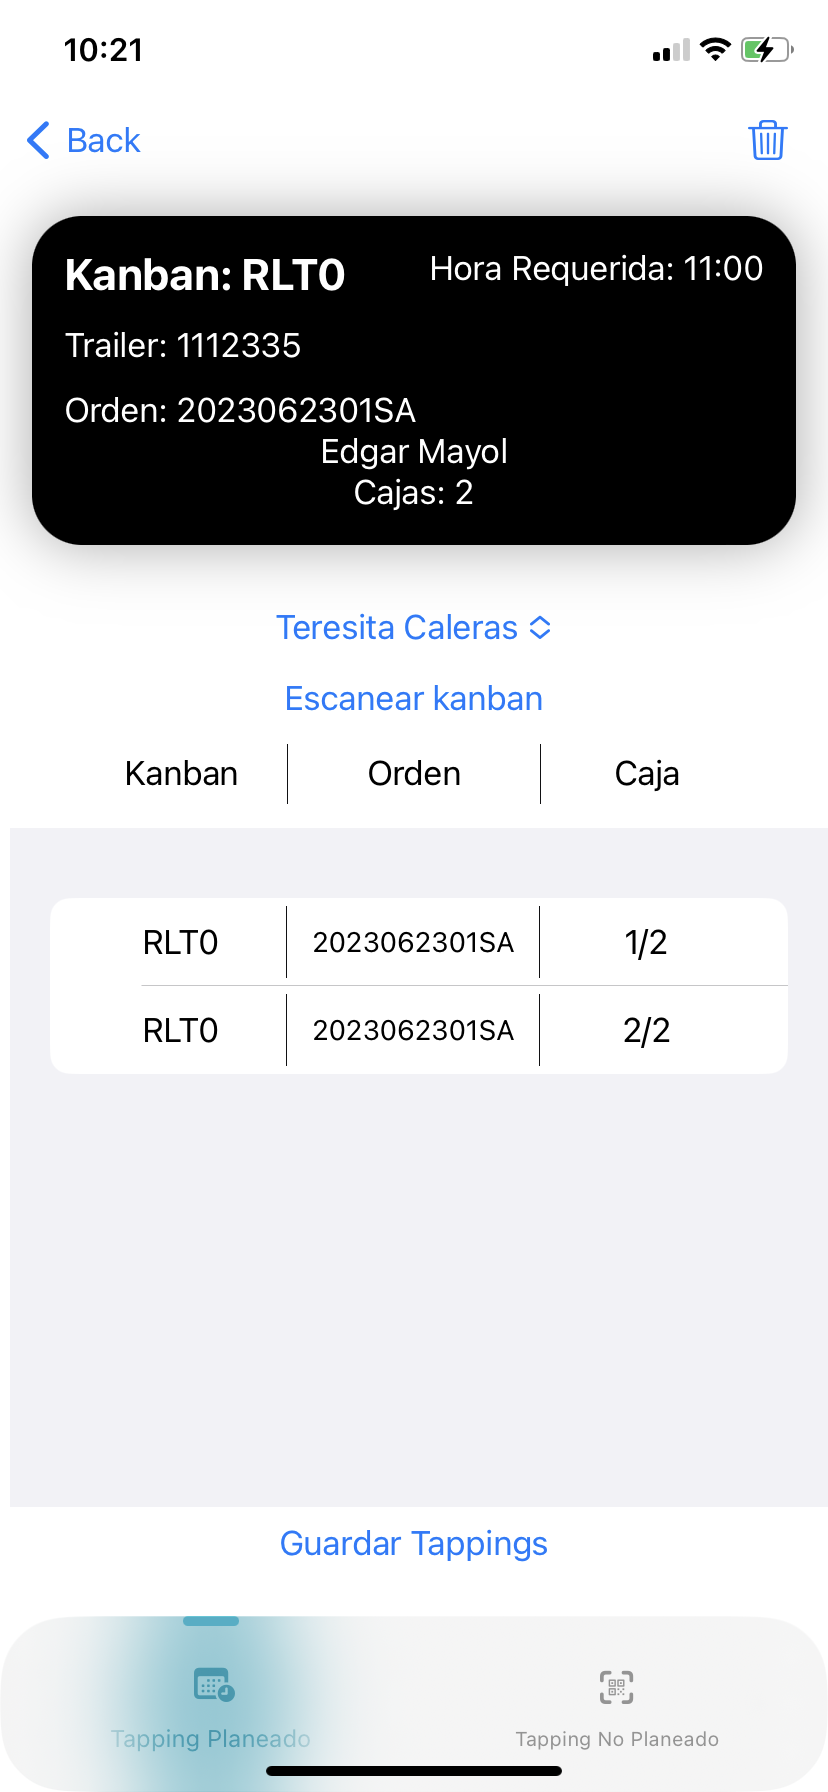 10:21
Back
Kanban: RLT0
Hora Requerida: 11:00
Trailer: 1112335
Orden: 2023062301SA
Edgar Mayol
Cajas: 2
Teresita Caleras
Escanear kanban
Kanban Orden Caja
RLT0 2023062301SA 1/2
RLT0 2023062301SA 2/2
Guardar Tappings
Tapping Planeado
Tapping No Planeado